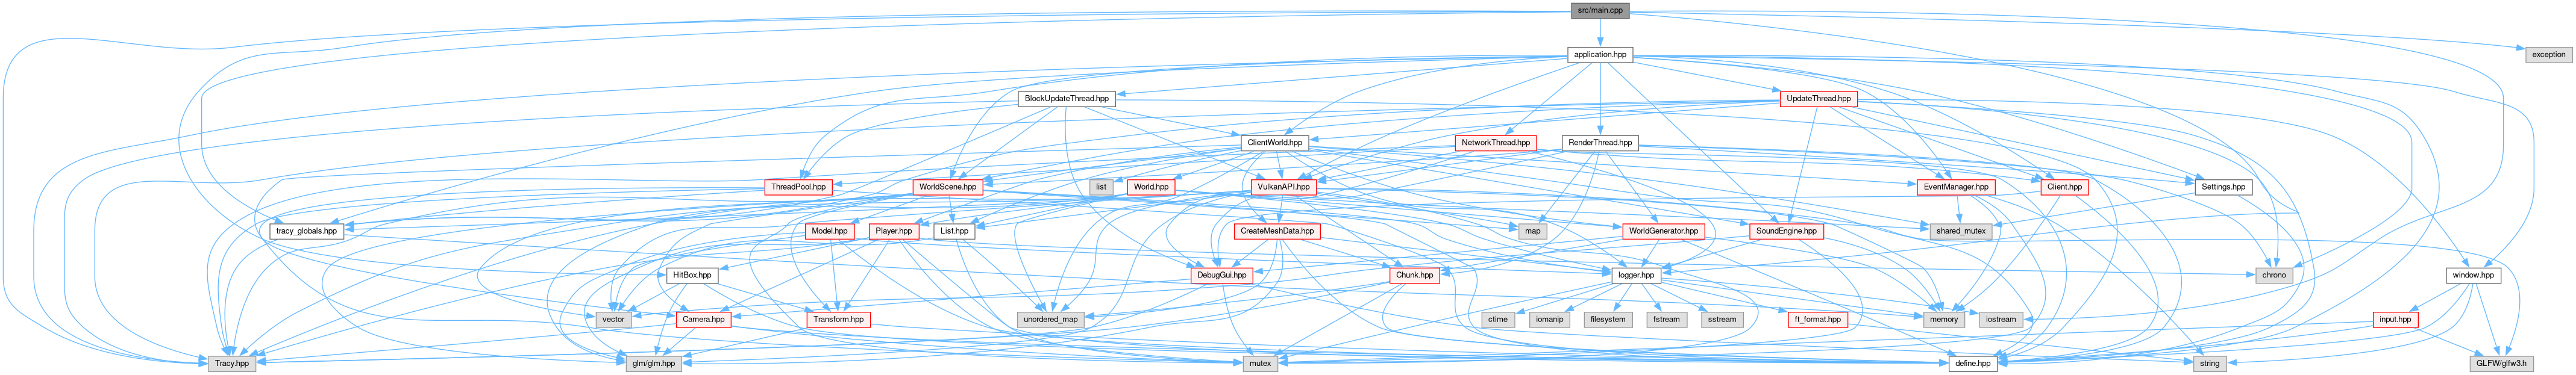 src/main.cpp
exception
application.hpp
BlockUpdateThread.hpp
UpdateThread.hpp
ClientWorld.hpp
NetworkThread.hpp
RenderThread.hpp
ThreadPool.hpp
WorldScene.hpp
list
World.hpp
VulkanAPI.hpp
EventManager.hpp
Client.hpp
Settings.hpp
tracy_globals.hpp
Model.hpp
Player.hpp
List.hpp
CreateMeshData.hpp
map
WorldGenerator.hpp
SoundEngine.hpp
shared_mutex
HitBox.hpp
DebugGui.hpp
Chunk.hpp
logger.hpp
chrono
window.hpp
vector
Camera.hpp
Transform.hpp
unordered_map
ctime
iomanip
filesystem
fstream
sstream
ft_format.hpp
memory
iostream
input.hpp
Tracy.hpp
glm/glm.hpp
mutex
define.hpp
string
GLFW/glfw3.h